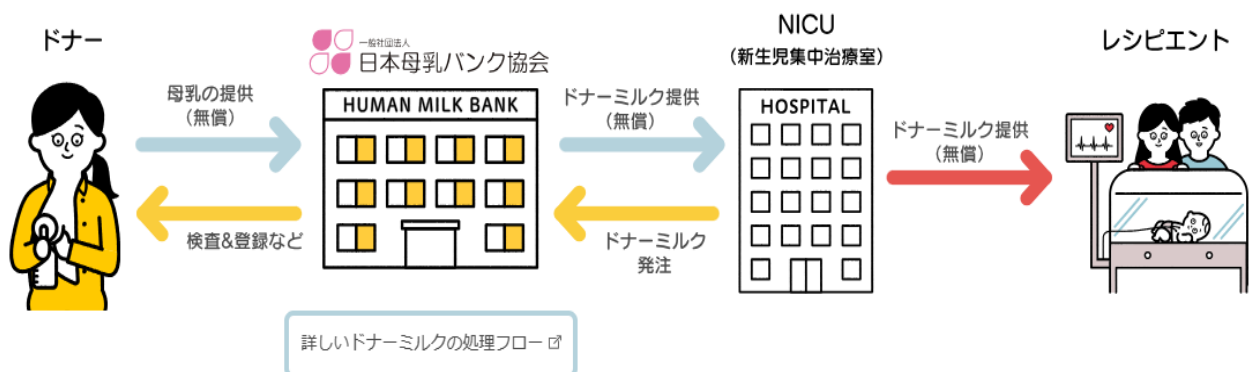 ドナー
母乳の提供
（無償）
検査&登録など
一般社団法人
日本母乳バンク協会
HUMAN MILK BANK
詳しいドナーミルクの処理フロー
ドナーミルク提供
（無償）
ドナーミルク
発注
NICU
（新生児集中治療室）
HOSPITAL
ドナーミルク提供
（無償）
レシピエント